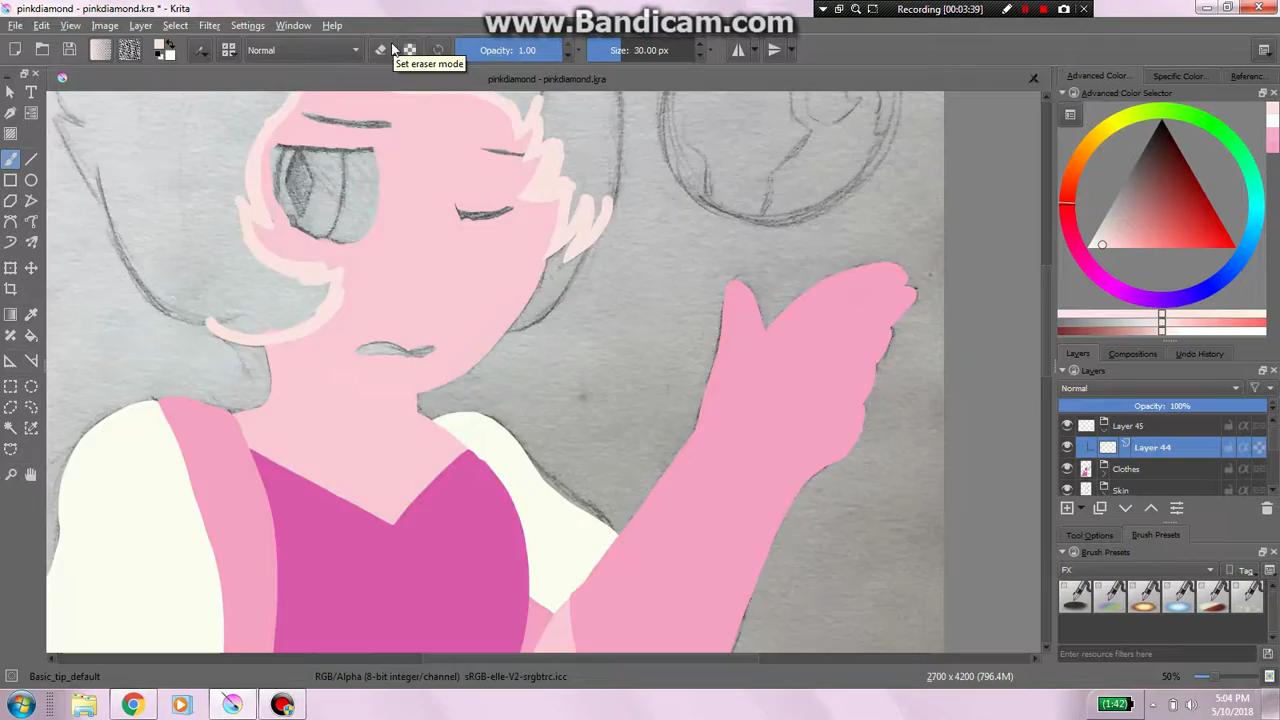 pinkdiamond - pinkdiamond.kra * - Krita
www.Bandicam.com
Recording [00:03:39]
File Edit View Image Layer Select Filter Settings Window Help
Normal
Opacity: 1.00
Size: 30.00 px
Set eraser mode
pinkdiamond - pinkdiamond.kra
Advanced Color... Specific Color... Referenc...
Advanced Color Selector
Layers Compositions Undo History
Layers
Normal
Opacity: 100%
Layer 45
Layer 44
Clothes
Skin
Tool Options Brush Presets
Brush Presets
FX
Tag
Enter resource filters here
Basic_tip_default
RGB/Alpha (8-bit integer/channel) sRGB-elle-V2-srgbtrc.icc
2700 x 4200 (796.4M)
50%
(1:42)
5:04 PM
5/10/2018